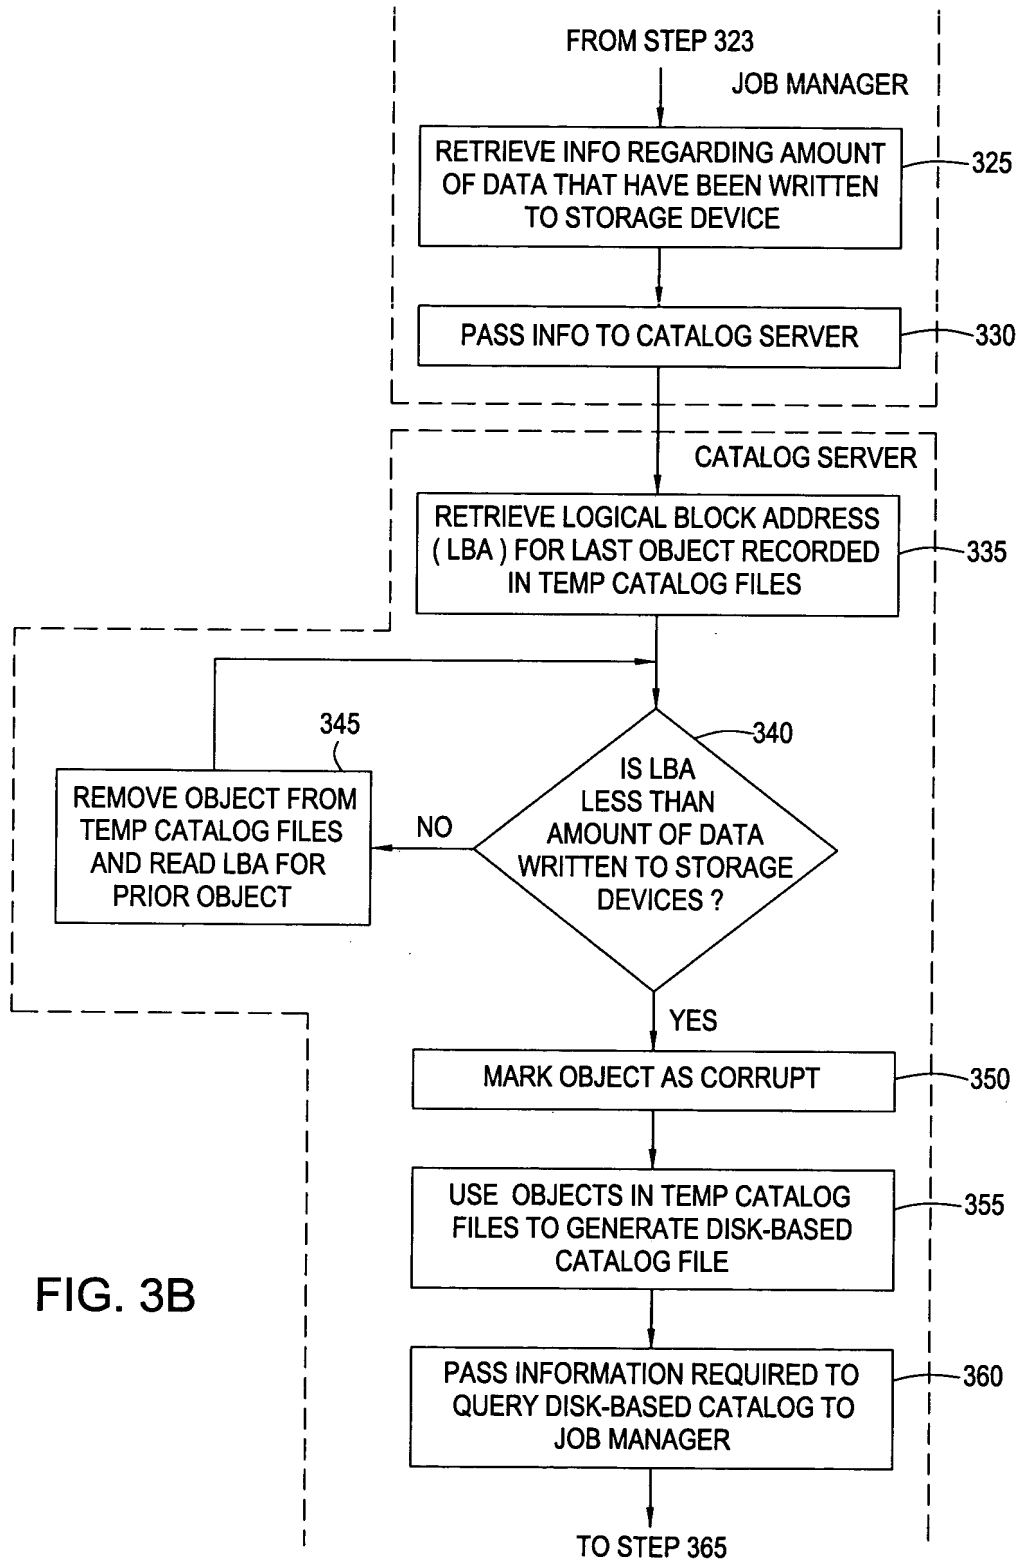 FROM STEP 323
JOB MANAGER
RETRIEVE INFO REGARDING AMOUNT
OF DATA THAT HAVE BEEN WRITTEN
TO STORAGE DEVICE
325
PASS INFO TO CATALOG SERVER
330
CATALOG SERVER
RETRIEVE LOGICAL BLOCK ADDRESS
( LBA ) FOR LAST OBJECT RECORDED
IN TEMP CATALOG FILES
335
345
REMOVE OBJECT FROM
TEMP CATALOG FILES
AND READ LBA FOR
PRIOR OBJECT
NO
340
IS LBA
LESS THAN
AMOUNT OF DATA
WRITTEN TO STORAGE
DEVICES ?
YES
MARK OBJECT AS CORRUPT
350
USE OBJECTS IN TEMP CATALOG
FILES TO GENERATE DISK-BASED
CATALOG FILE
355
FIG. 3B
PASS INFORMATION REQUIRED TO
QUERY DISK-BASED CATALOG TO
JOB MANAGER
360
TO STEP 365